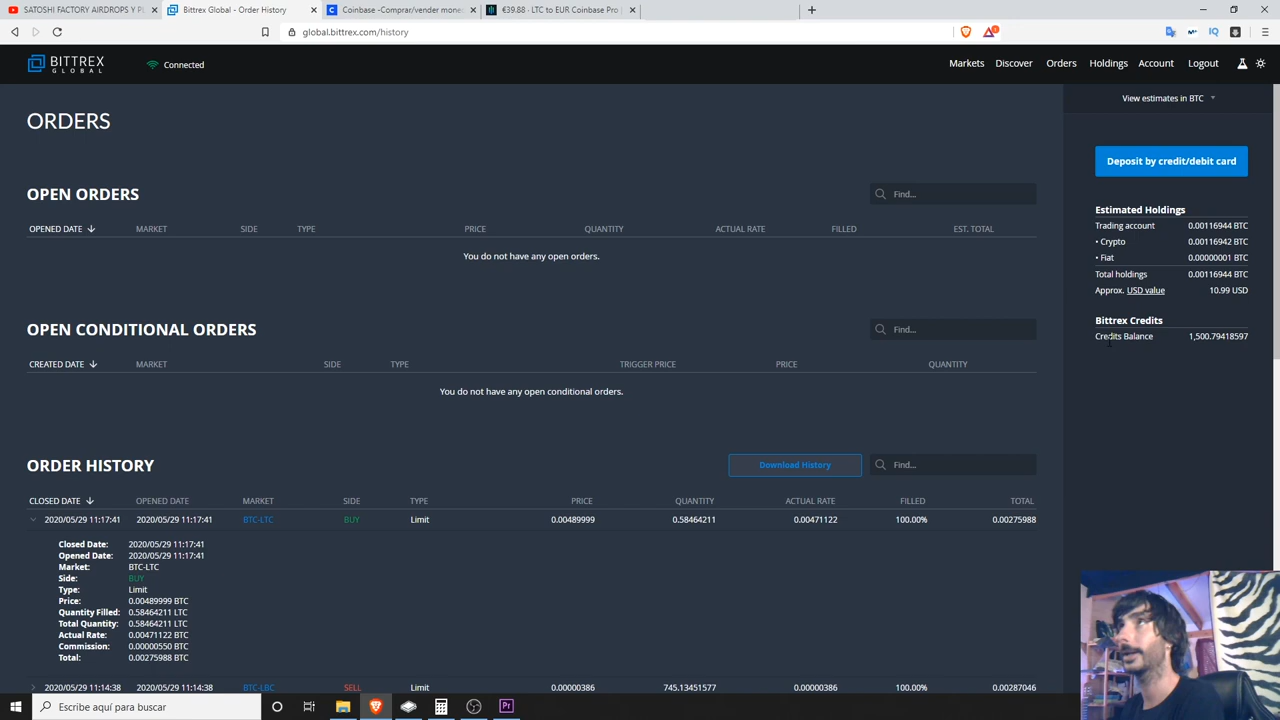 SATOSHI FACTORY AIRDROPS Y P
Bittrex Global - Order History
Coinbase -Comprar/vender mone
€39.88 · LTC to EUR Coinbase Pro
global.bittrex.com/history
BITTREX
GLOBAL
Connected
Markets Discover Orders Holdings Account Logout
View estimates in BTC
ORDERS
Deposit by credit/debit card
OPEN ORDERS
Find...
Estimated Holdings
Trading account 0.00116944 BTC
• Crypto 0.00116942 BTC
• Fiat 0.00000001 BTC
Total holdings 0.00116944 BTC
Approx. USD value 10.99 USD
Bittrex Credits
Credits Balance 1,500.79418597
OPENED DATE MARKET SIDE TYPE PRICE QUANTITY ACTUAL RATE FILLED EST. TOTAL
You do not have any open orders.
OPEN CONDITIONAL ORDERS
Find...
CREATED DATE MARKET SIDE TYPE TRIGGER PRICE PRICE QUANTITY
You do not have any open conditional orders.
ORDER HISTORY
Download History
Find...
CLOSED DATE OPENED DATE MARKET SIDE TYPE PRICE QUANTITY ACTUAL RATE FILLED TOTAL
2020/05/29 11:17:41 2020/05/29 11:17:41 BTC-LTC BUY Limit 0.00489999 0.58464211 0.00471122 100.00% 0.00275988
Closed Date: 2020/05/29 11:17:41
Opened Date: 2020/05/29 11:17:41
Market: BTC-LTC
Side: BUY
Type: Limit
Price: 0.00489999 BTC
Quantity Filled: 0.58464211 LTC
Total Quantity: 0.58464211 LTC
Actual Rate: 0.00471122 BTC
Commission: 0.00000550 BTC
Total: 0.00275988 BTC
2020/05/29 11:14:38 2020/05/29 11:14:38 BTC-LBC SELL Limit 0.00000386 745.13451577 0.00000386 100.00% 0.00287046
Escribe aquí para buscar
Pr